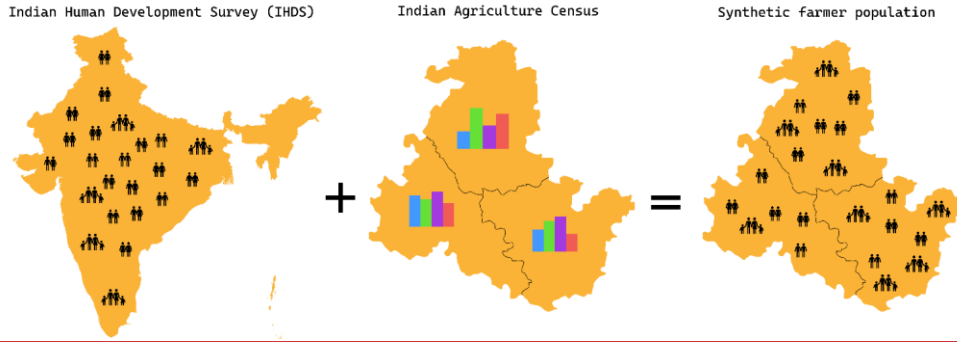 Indian Human Development Survey (IHDS)
Indian Agriculture Census
Synthetic farmer population
+
=